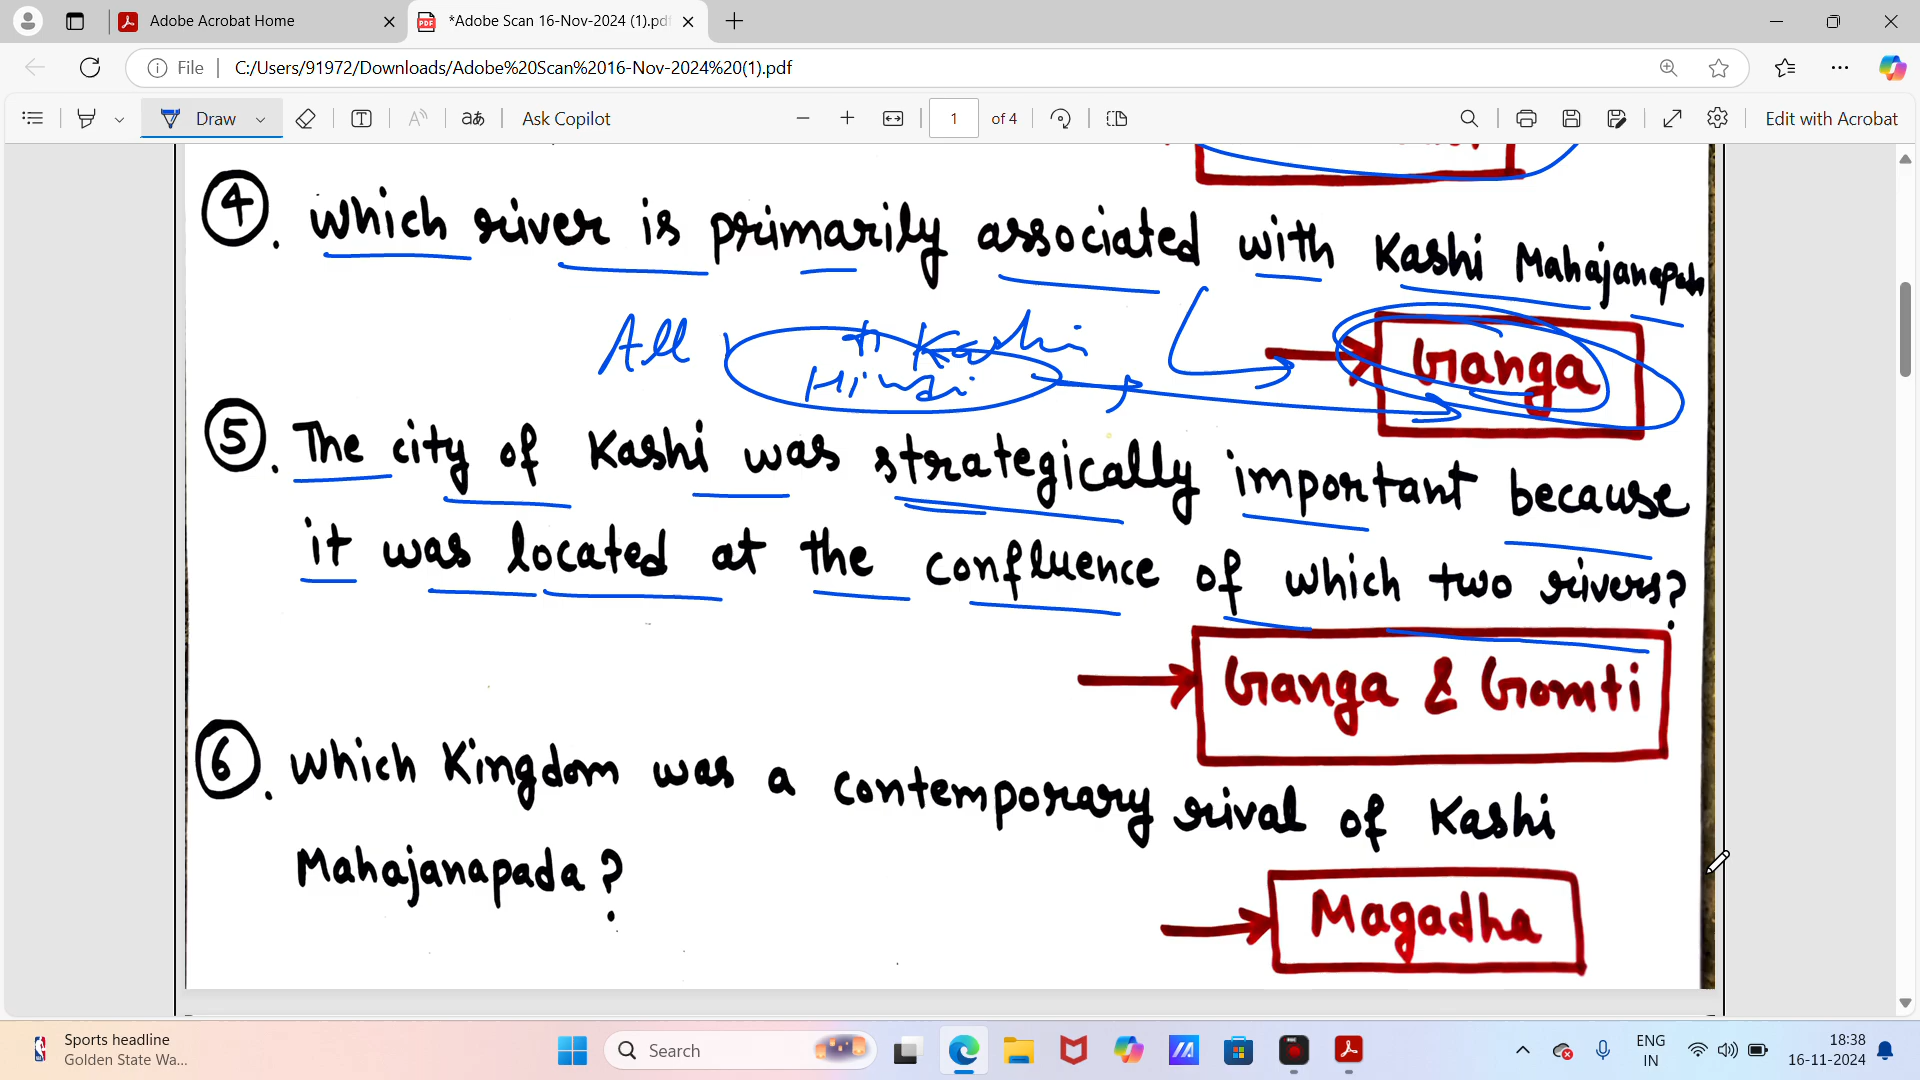 Adobe Acrobat Home
*Adobe Scan 16-Nov-2024 (1).pdf
File
C:/Users/91972/Downloads/Adobe%20Scan%2016-Nov-2024%20(1).pdf
Draw
Ask Copilot
1 of 4
Edit with Acrobat
4. Which river is primarily associated with Kashi Mahajanapada
All Kashi
Hindi
Ganga
5. The city of Kashi was strategically important because
it was located at the confluence of which two rivers?
Ganga & Gomti
6. Which Kingdom was a contemporary rival of Kashi
Mahajanapada?
Magadha
Sports headline
Golden State Wa...
Search
ENG
IN
18:38
16-11-2024